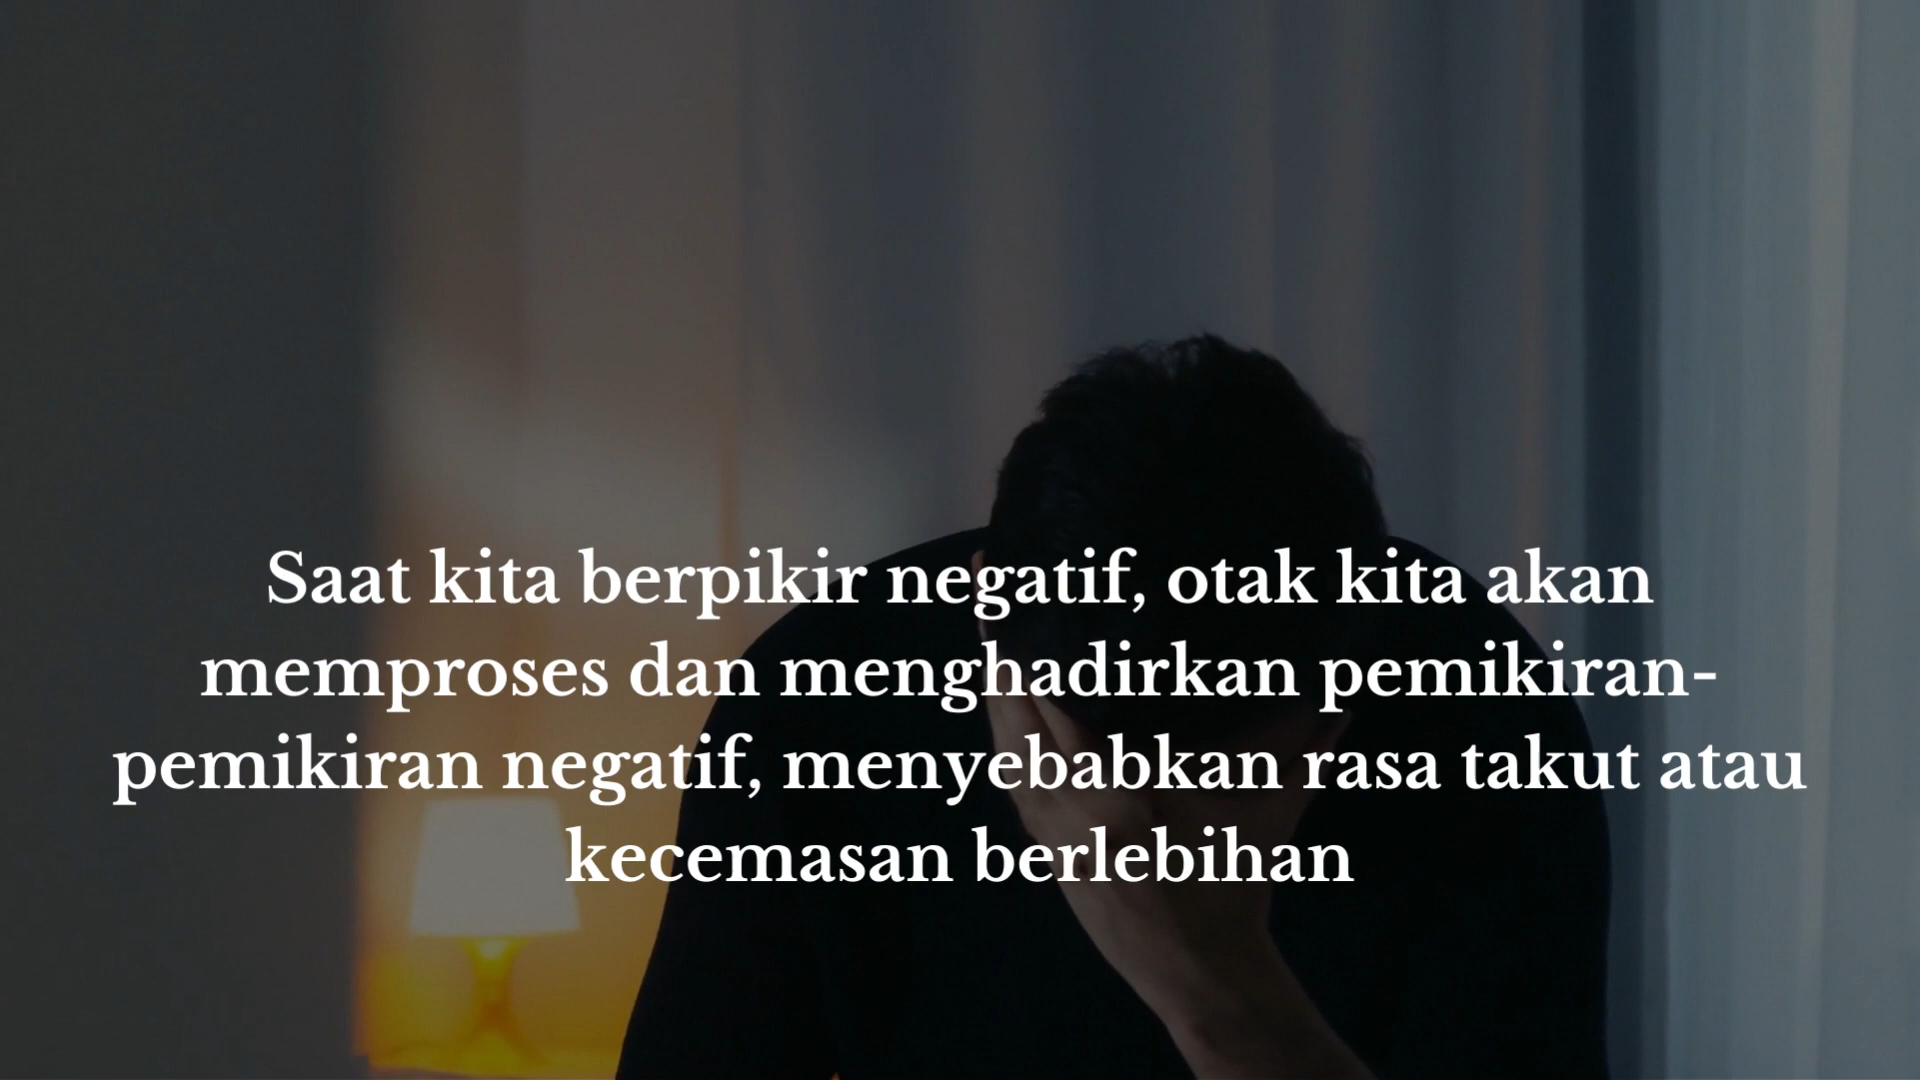 Saat kita berpikir negatif, otak kita akan
memproses dan menghadirkan pemikiran-
pemikiran negatif, menyebabkan rasa takut atau
kecemasan berlebihan